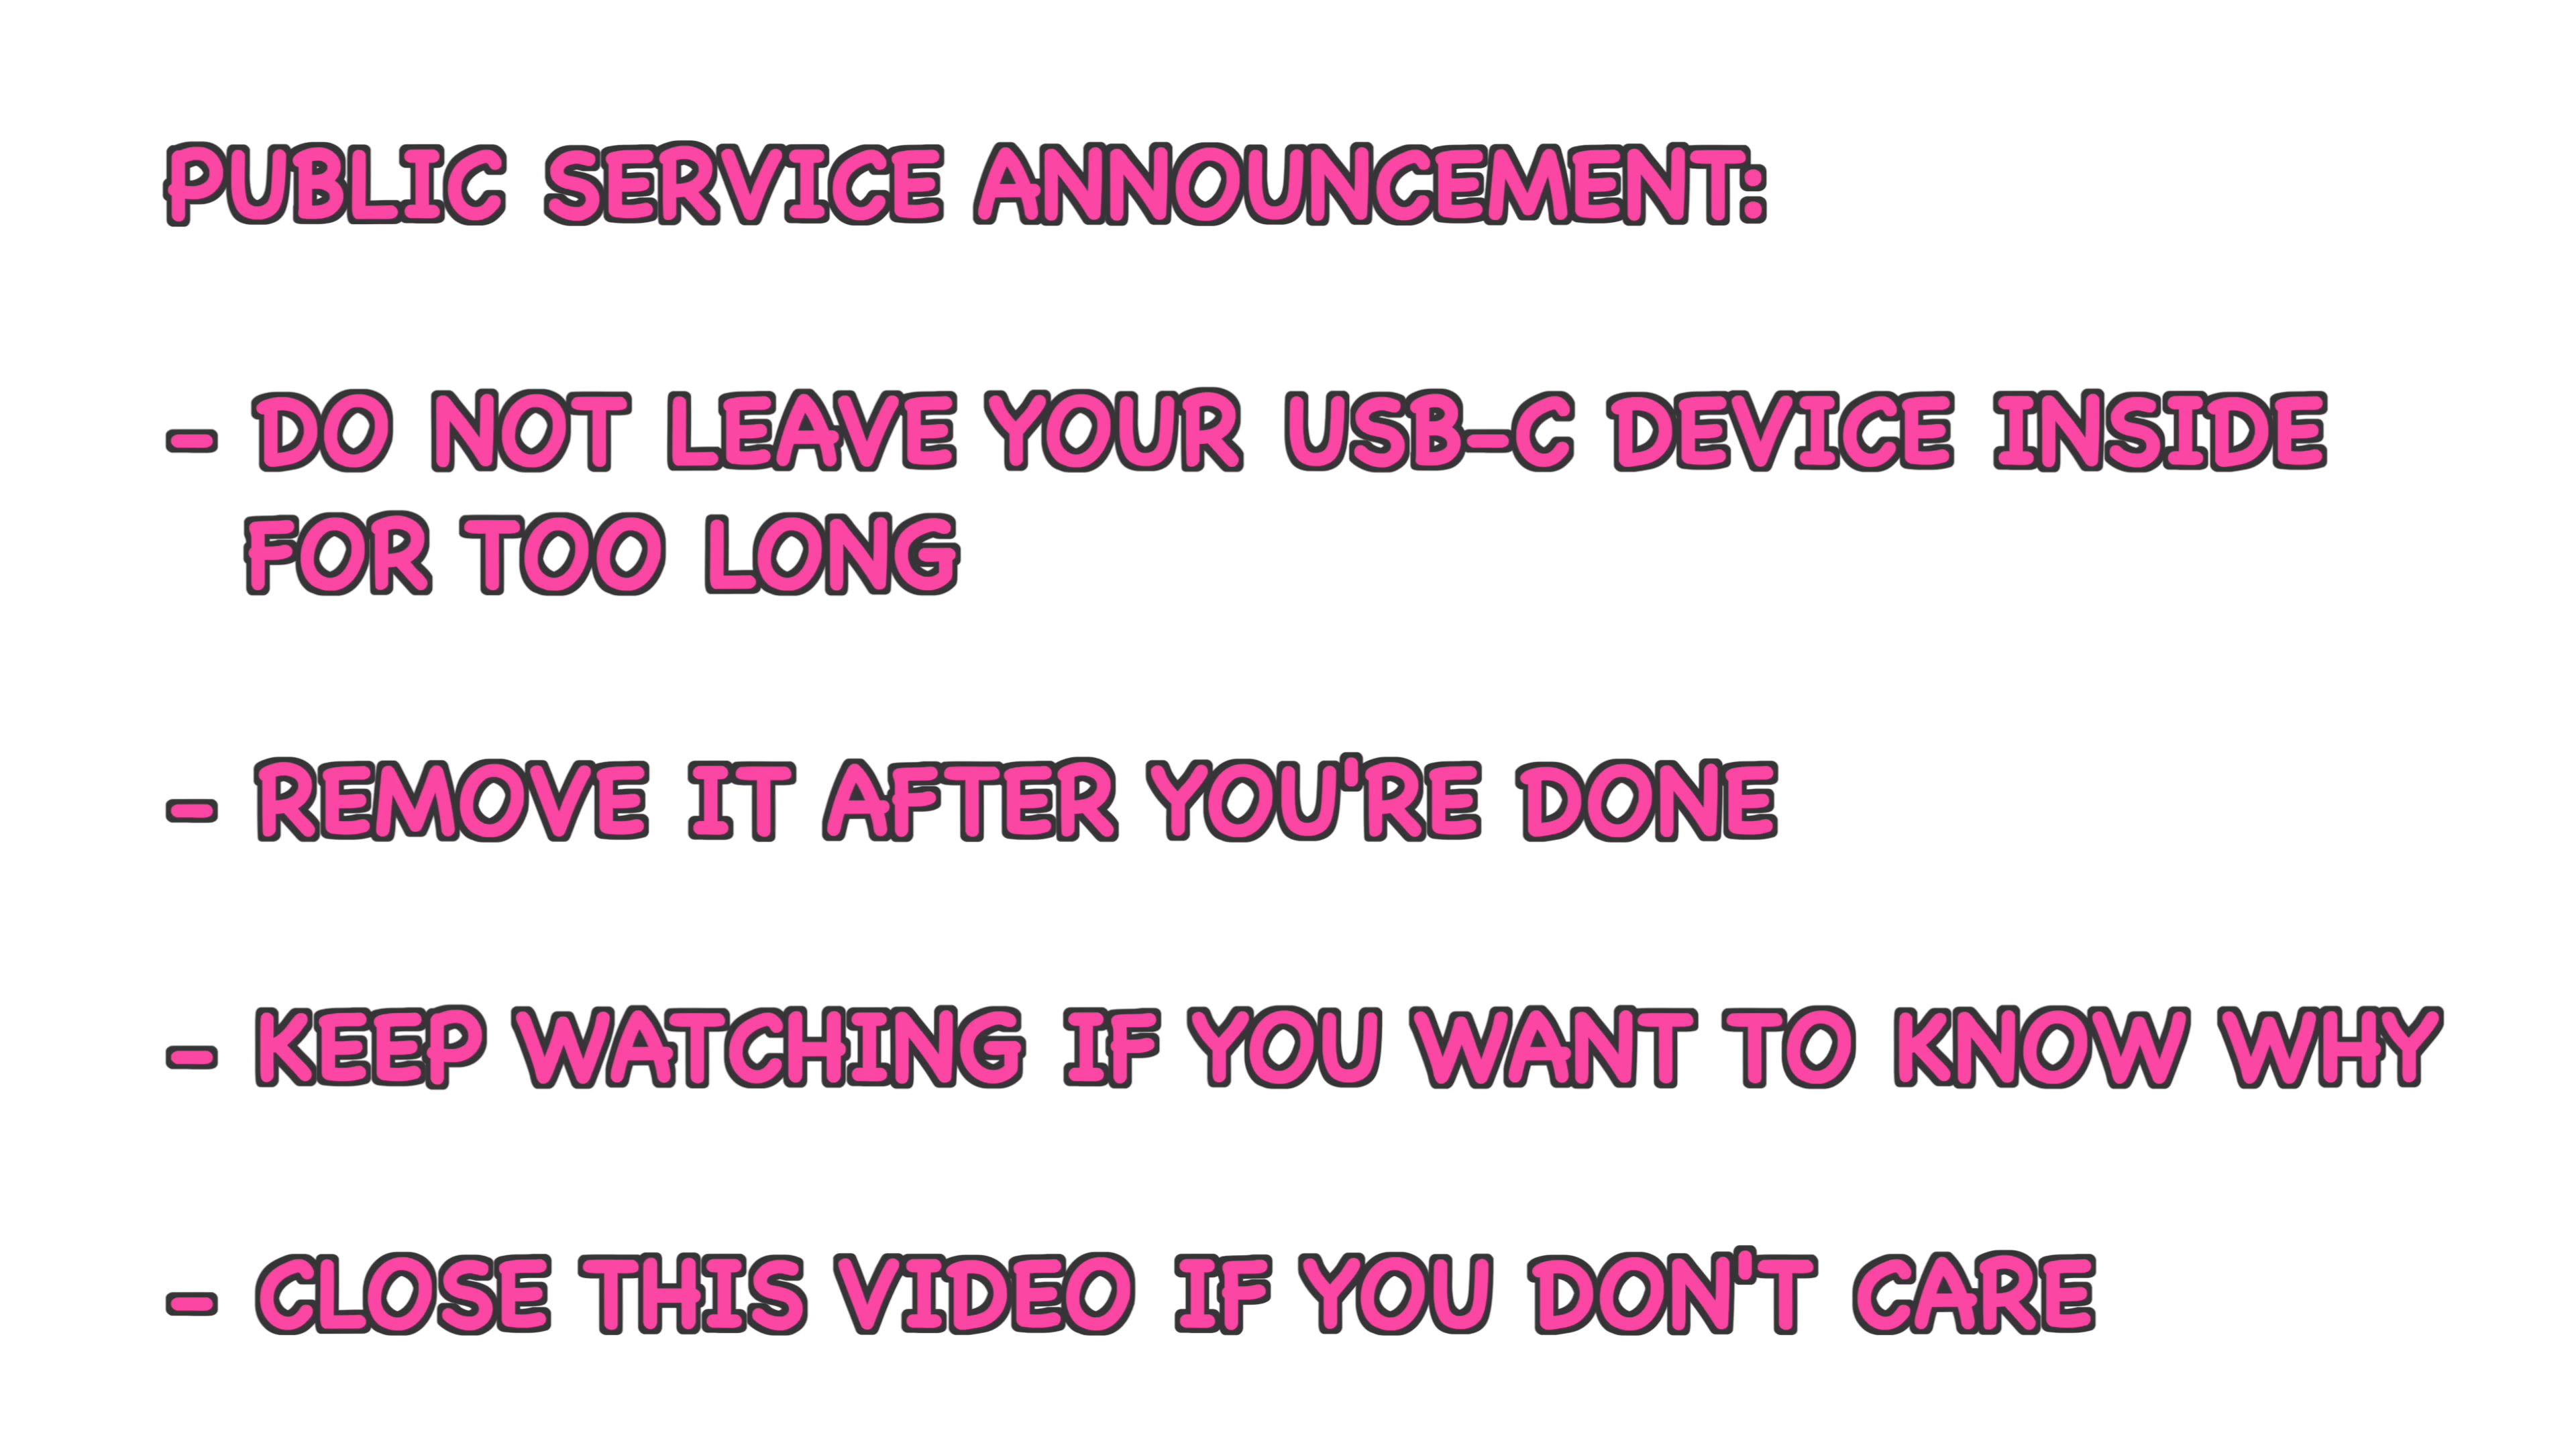 PUBLIC SERVICE ANNOUNCEMENT:
- DO NOT LEAVE YOUR USB-C DEVICE INSIDE
FOR TOO LONG
- REMOVE IT AFTER YOU'RE DONE
- KEEP WATCHING IF YOU WANT TO KNOW WHY
- CLOSE THIS VIDEO IF YOU DON'T CARE